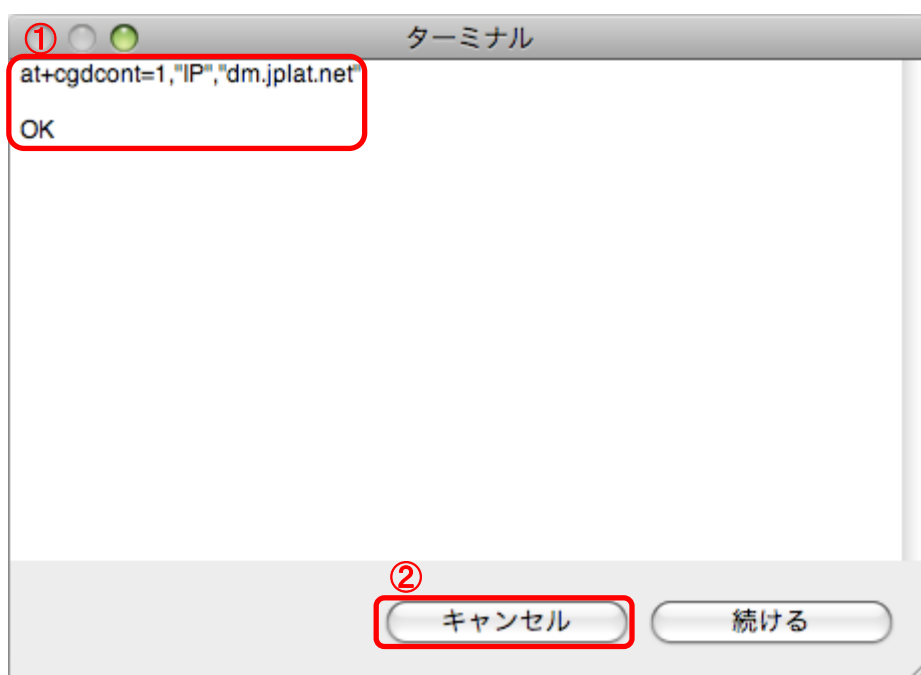 ① ターミナル
at+cgdcont=1,"IP","dm.jplat.net"
OK
②
キャンセル 続ける